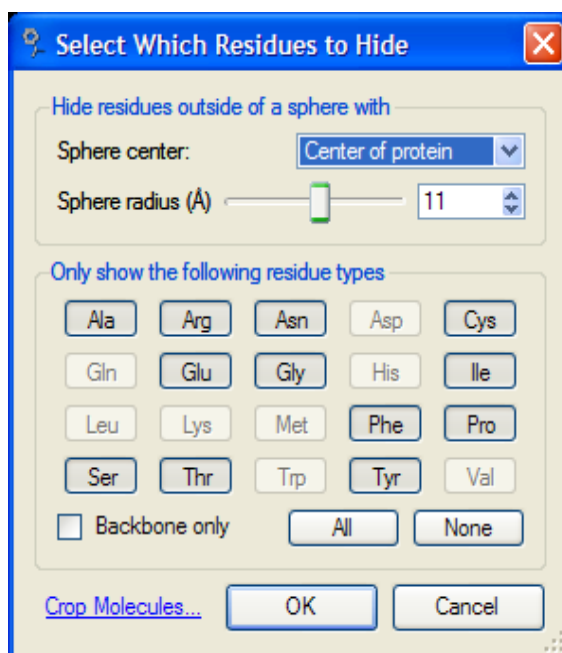 Select Which Residues to Hide
Hide residues outside of a sphere with
Sphere center: Center of protein
Sphere radius (Å) 11
Only show the following residue types
Ala Arg Asn Asp Cys
Gln Glu Gly His Ile
Leu Lys Met Phe Pro
Ser Thr Trp Tyr Val
Backbone only All None
Crop Molecules... OK Cancel